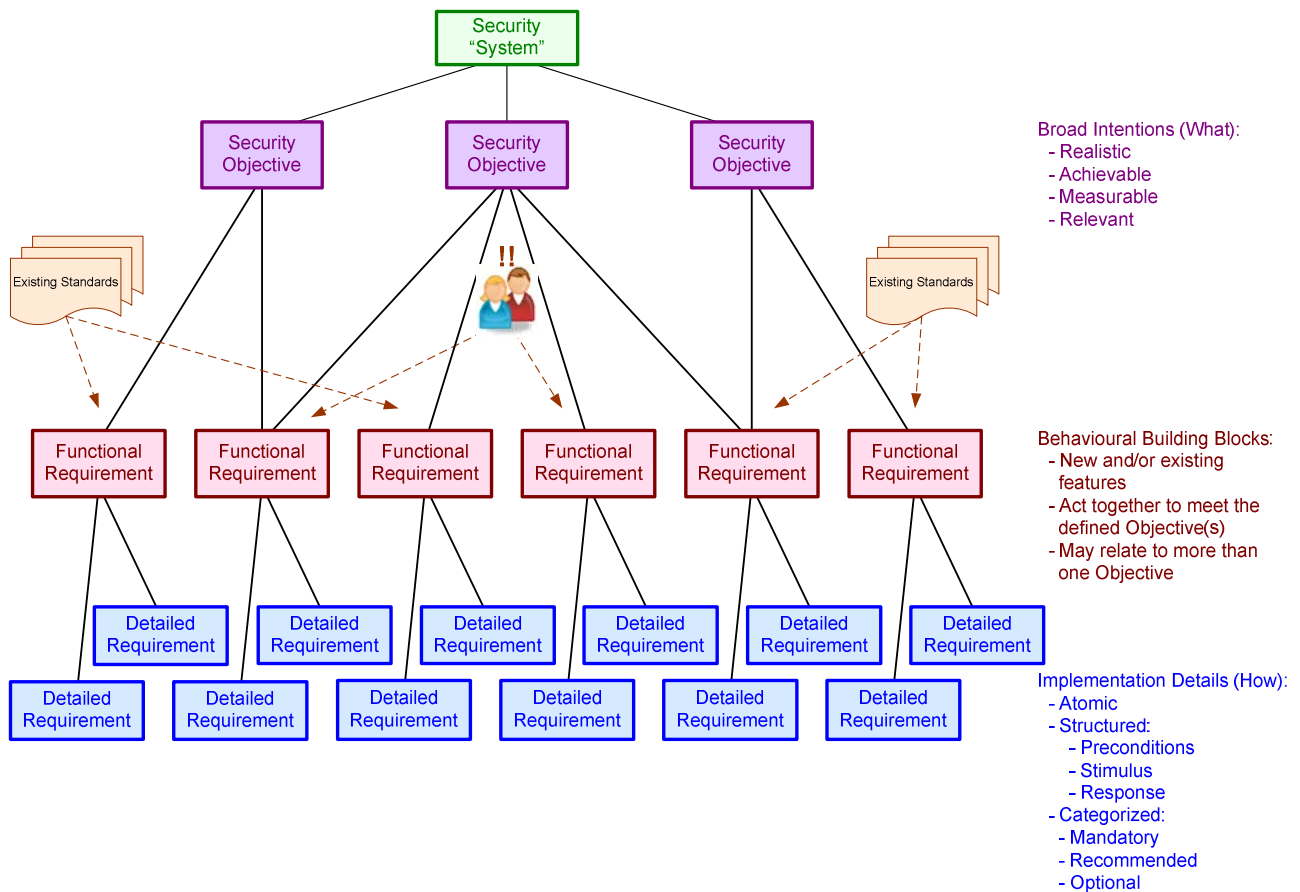 Security
“System”
Security
Objective
Security
Objective
Security
Objective
Broad Intentions (What):
- Realistic
- Achievable
- Measurable
- Relevant
Existing Standards
!!
Existing Standards
Functional
Requirement
Functional
Requirement
Functional
Requirement
Functional
Requirement
Functional
Requirement
Functional
Requirement
Behavioural Building Blocks:
- New and/or existing
features
- Act together to meet the
defined Objective(s)
- May relate to more than
one Objective
Detailed
Requirement
Detailed
Requirement
Detailed
Requirement
Detailed
Requirement
Detailed
Requirement
Detailed
Requirement
Detailed
Requirement
Detailed
Requirement
Detailed
Requirement
Detailed
Requirement
Detailed
Requirement
Detailed
Requirement
Implementation Details (How):
- Atomic
- Structured:
- Preconditions
- Stimulus
- Response
- Categorized:
- Mandatory
- Recommended
- Optional